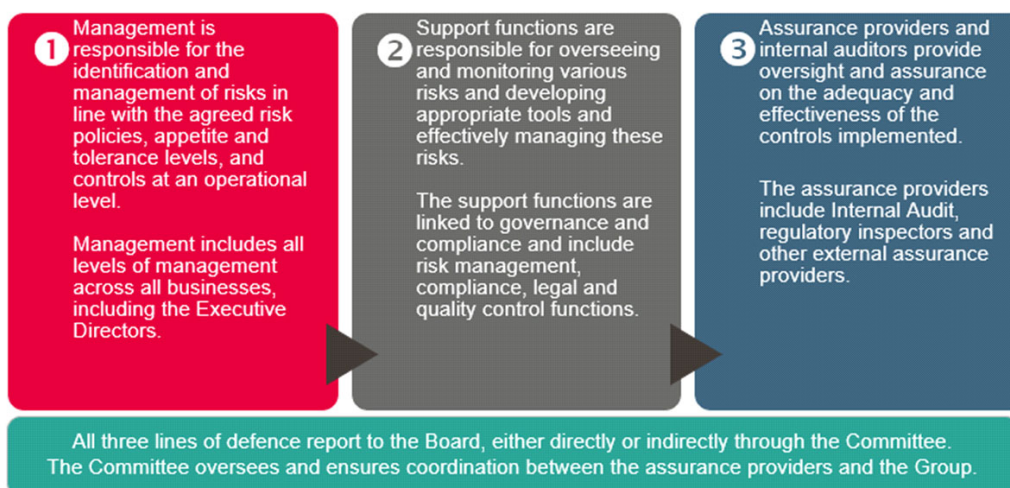 1
Management is
responsible for the
identification and
management of risks in
line with the agreed risk
policies, appetite and
tolerance levels, and
controls at an operational
level.
Management includes all
levels of management
across all businesses,
including the Executive
Directors.
2
Support functions are
responsible for overseeing
and monitoring various
risks and developing
appropriate tools and
effectively managing these
risks.
The support functions are
linked to governance and
compliance and include
risk management,
compliance, legal and
quality control functions.
3
Assurance providers and
internal auditors provide
oversight and assurance
on the adequacy and
effectiveness of the
controls implemented.
The assurance providers
include Internal Audit,
regulatory inspectors and
other external assurance
providers.
All three lines of defence report to the Board, either directly or indirectly through the Committee.
The Committee oversees and ensures coordination between the assurance providers and the Group.